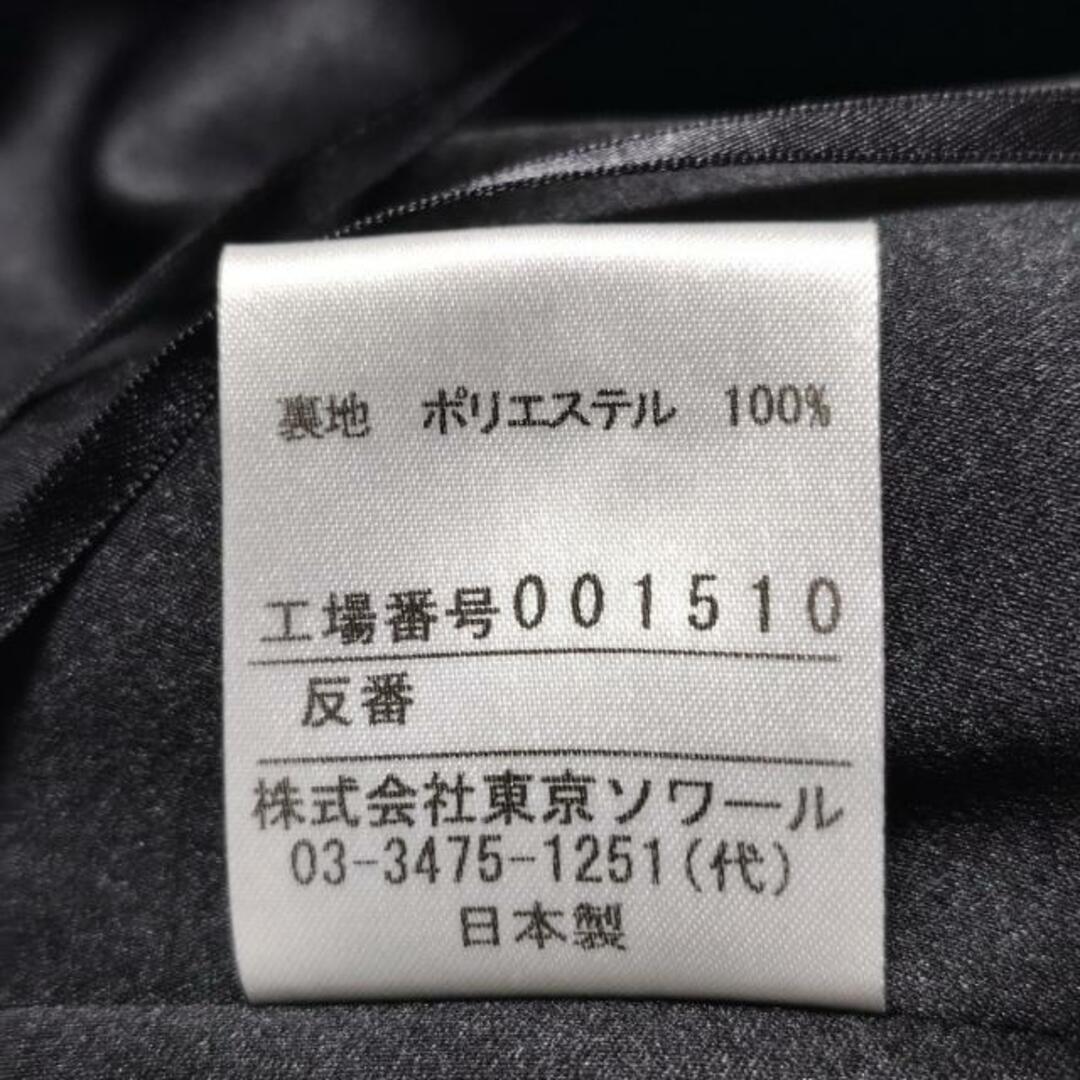 裏地 ポリエステル 100%
工場番号001510
反番
株式会社東京ソワール
03-3475-1251(代)
日本製